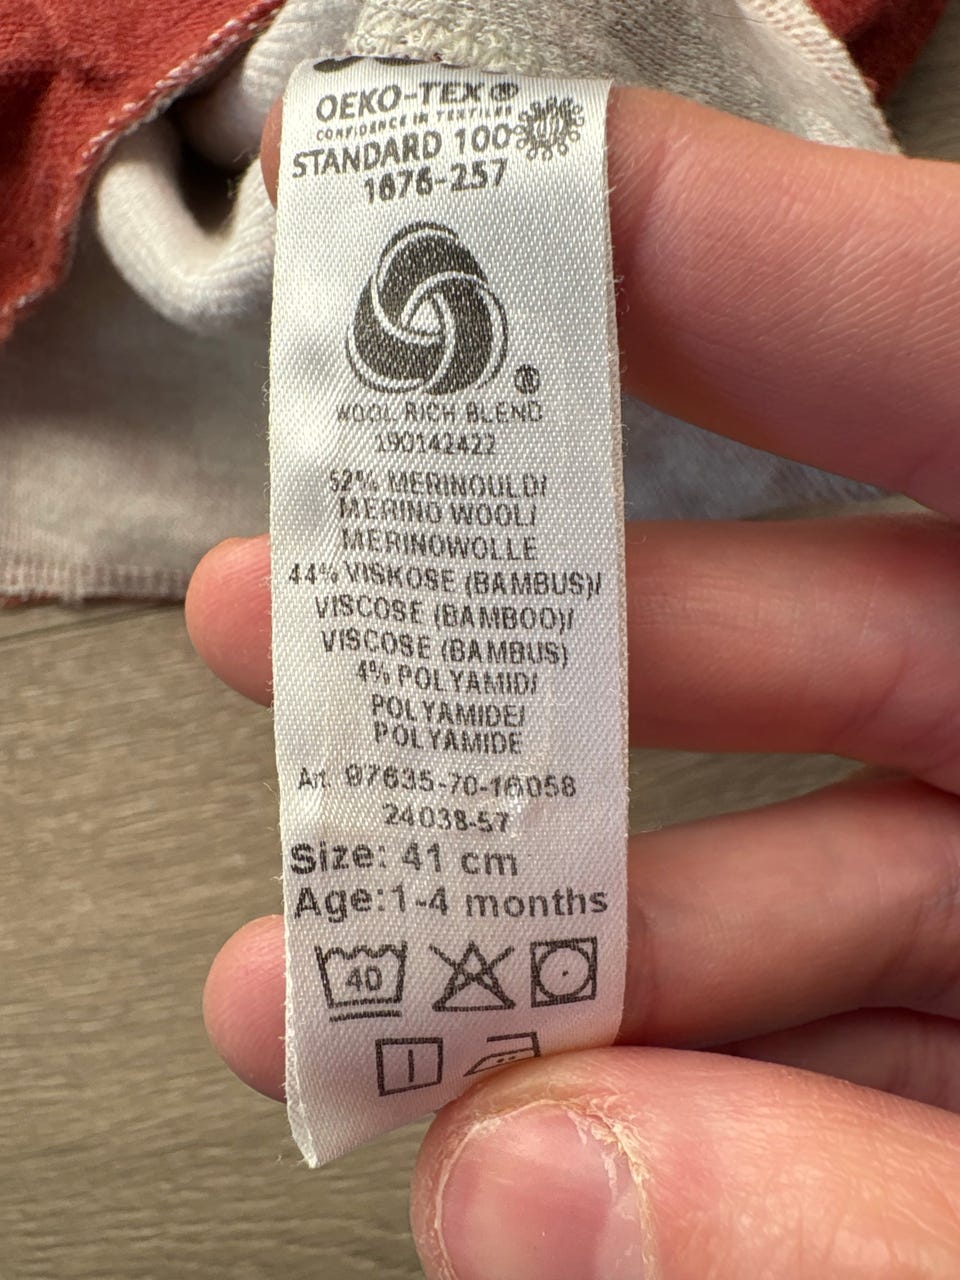 OEKO-TEX®
CONFIDENCE IN TEXTILES
STANDARD 100
1676-257
®
WOOL RICH BLEND
190142422
52% MERINOULD/
MERINO WOOL/
MERINOWOLLE
44% VISKOSE (BAMBUS)/
VISCOSE (BAMBOO)/
VISCOSE (BAMBUS)
4% POLYAMID/
POLYAMIDE/
POLYAMIDE
Art. 97635-70-16058
24038-57
Size: 41 cm
Age:1-4 months
40